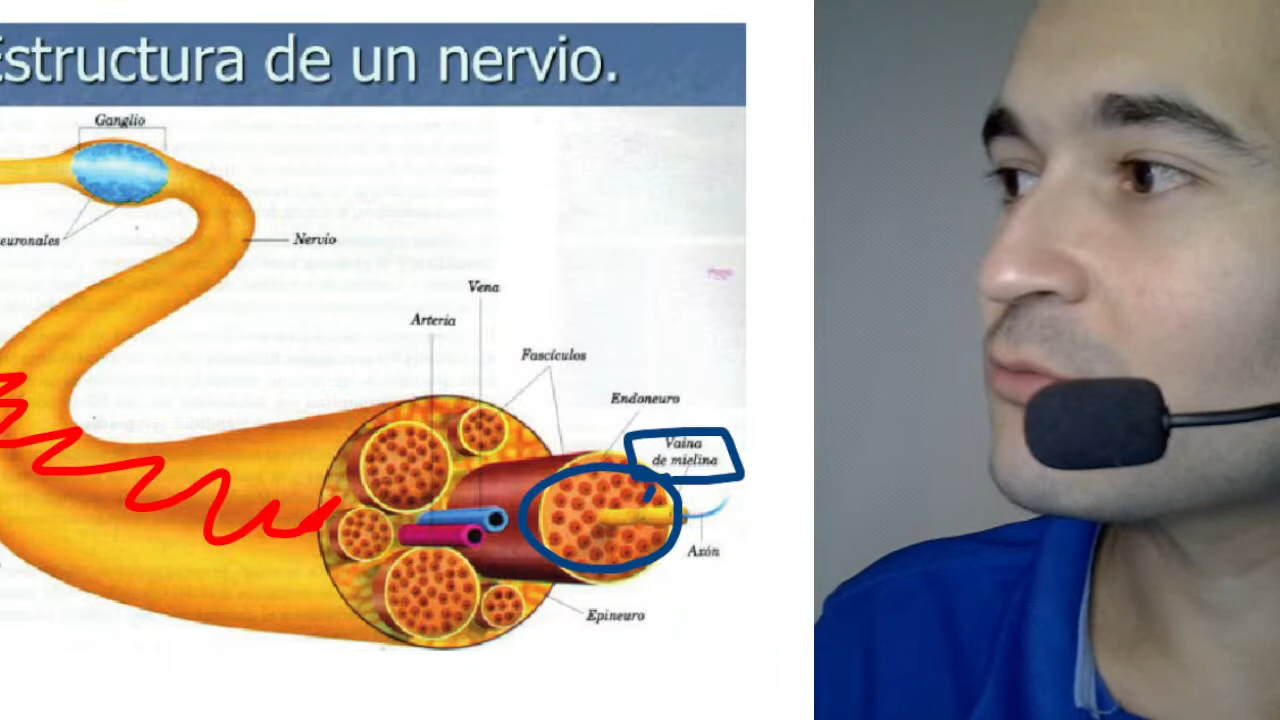 Estructura de un nervio.
Ganglio
euronales
Nervio
Vena
Arteria
Fascículos
Endoneuro
Vaina
de mielina
Axón
Epineuro